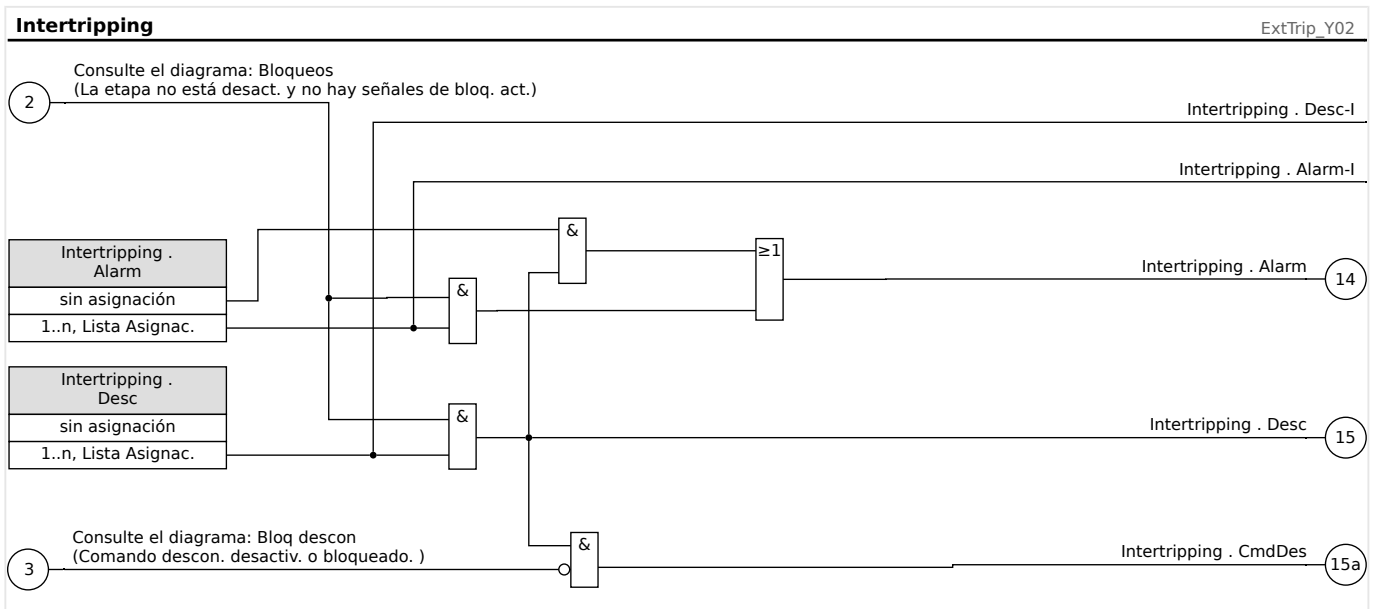 Intertripping
ExtTrip_Y02
Consulte el diagrama: Bloqueos
(La etapa no está desact. y no hay señales de bloq. act.)
2
Intertripping . Desc-I
Intertripping . Alarm-I
&
≥1
Intertripping .
Alarm
sin asignación
1..n, Lista Asignac.
&
Intertripping . Alarm
14
Intertripping .
Desc
sin asignación
1..n, Lista Asignac.
&
Intertripping . Desc
15
Consulte el diagrama: Bloq descon
(Comando descon. desactiv. o bloqueado. )
3
&
Intertripping . CmdDes
15a